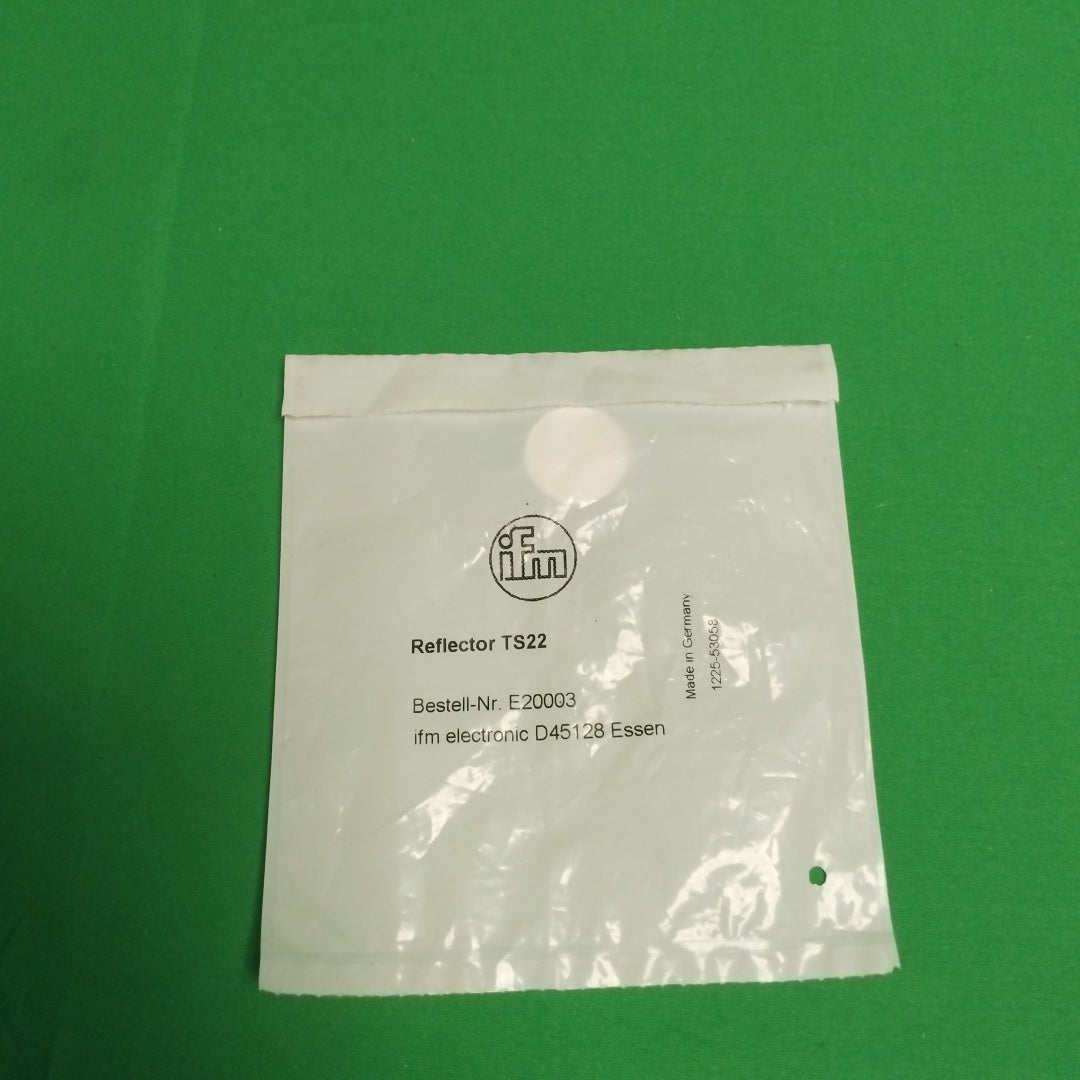 ifm
Reflector TS22
Bestell-Nr. E20003
ifm electronic D45128 Essen
Made in Germany
1225-53058